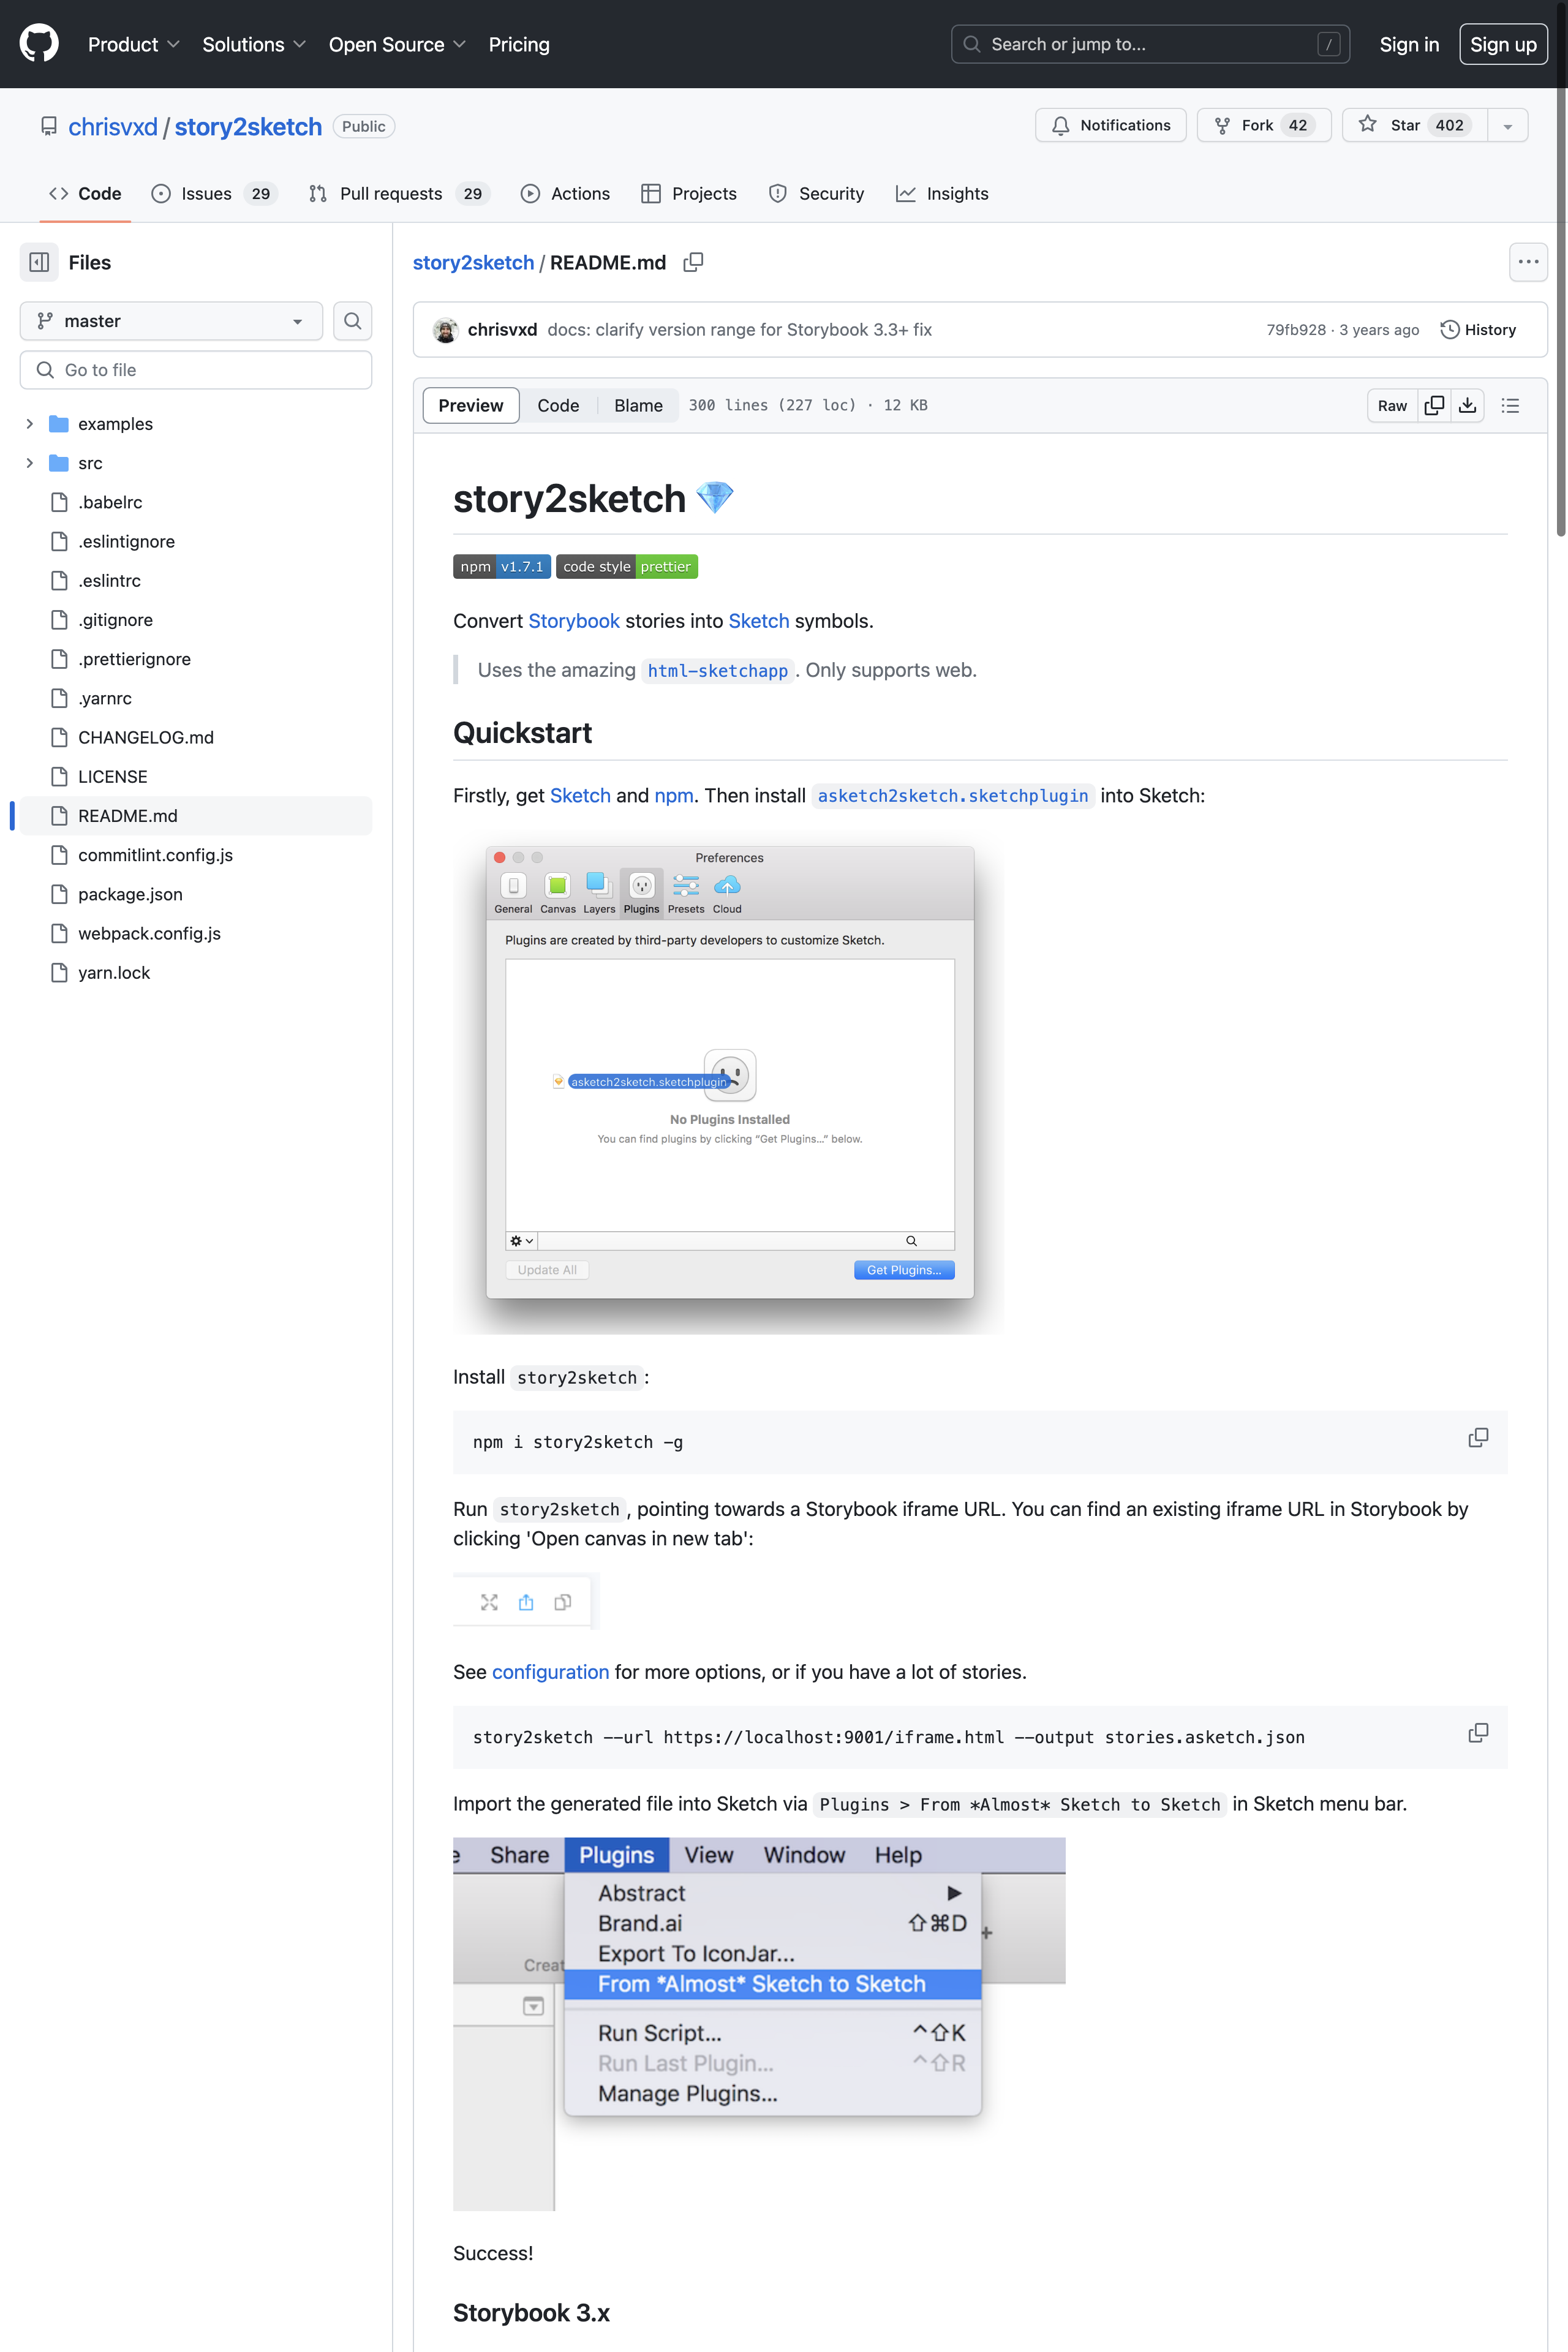 Product Solutions Open Source Pricing Search or jump to... / Sign in Sign up
chrisvxd / story2sketch Public Notifications Fork 42 Star 402
Code Issues 29 Pull requests 29 Actions Projects Security Insights
Files
master
Go to file
examples
src
.babelrc
.eslintignore
.eslintrc
.gitignore
.prettierignore
.yarnrc
CHANGELOG.md
LICENSE
README.md
commitlint.config.js
package.json
webpack.config.js
yarn.lock
story2sketch / README.md
chrisvxd docs: clarify version range for Storybook 3.3+ fix 79fb928 · 3 years ago History
Preview Code Blame 300 lines (227 loc) · 12 KB Raw
story2sketch 💎
npm v1.7.1 code style prettier
Convert Storybook stories into Sketch symbols.
Uses the amazing html-sketchapp. Only supports web.
Quickstart
Firstly, get Sketch and npm. Then install asketch2sketch.sketchplugin into Sketch:
Preferences
General Canvas Layers Plugins Presets Cloud
Plugins are created by third-party developers to customize Sketch.
asketch2sketch.sketchplugin
No Plugins Installed
You can find plugins by clicking “Get Plugins...” below.
Update All Get Plugins...
Install story2sketch:
npm i story2sketch -g
Run story2sketch, pointing towards a Storybook iframe URL. You can find an existing iframe URL in Storybook by
clicking 'Open canvas in new tab':
See configuration for more options, or if you have a lot of stories.
story2sketch --url https://localhost:9001/iframe.html --output stories.asketch.json
Import the generated file into Sketch via Plugins > From *Almost* Sketch to Sketch in Sketch menu bar.
e Share Plugins View Window Help
Abstract ▶
Brand.ai ⇧⌘D
Export To IconJar...
Creat
From *Almost* Sketch to Sketch
Run Script... ^⇧K
Run Last Plugin... ^⇧R
Manage Plugins...
Success!
Storybook 3.x